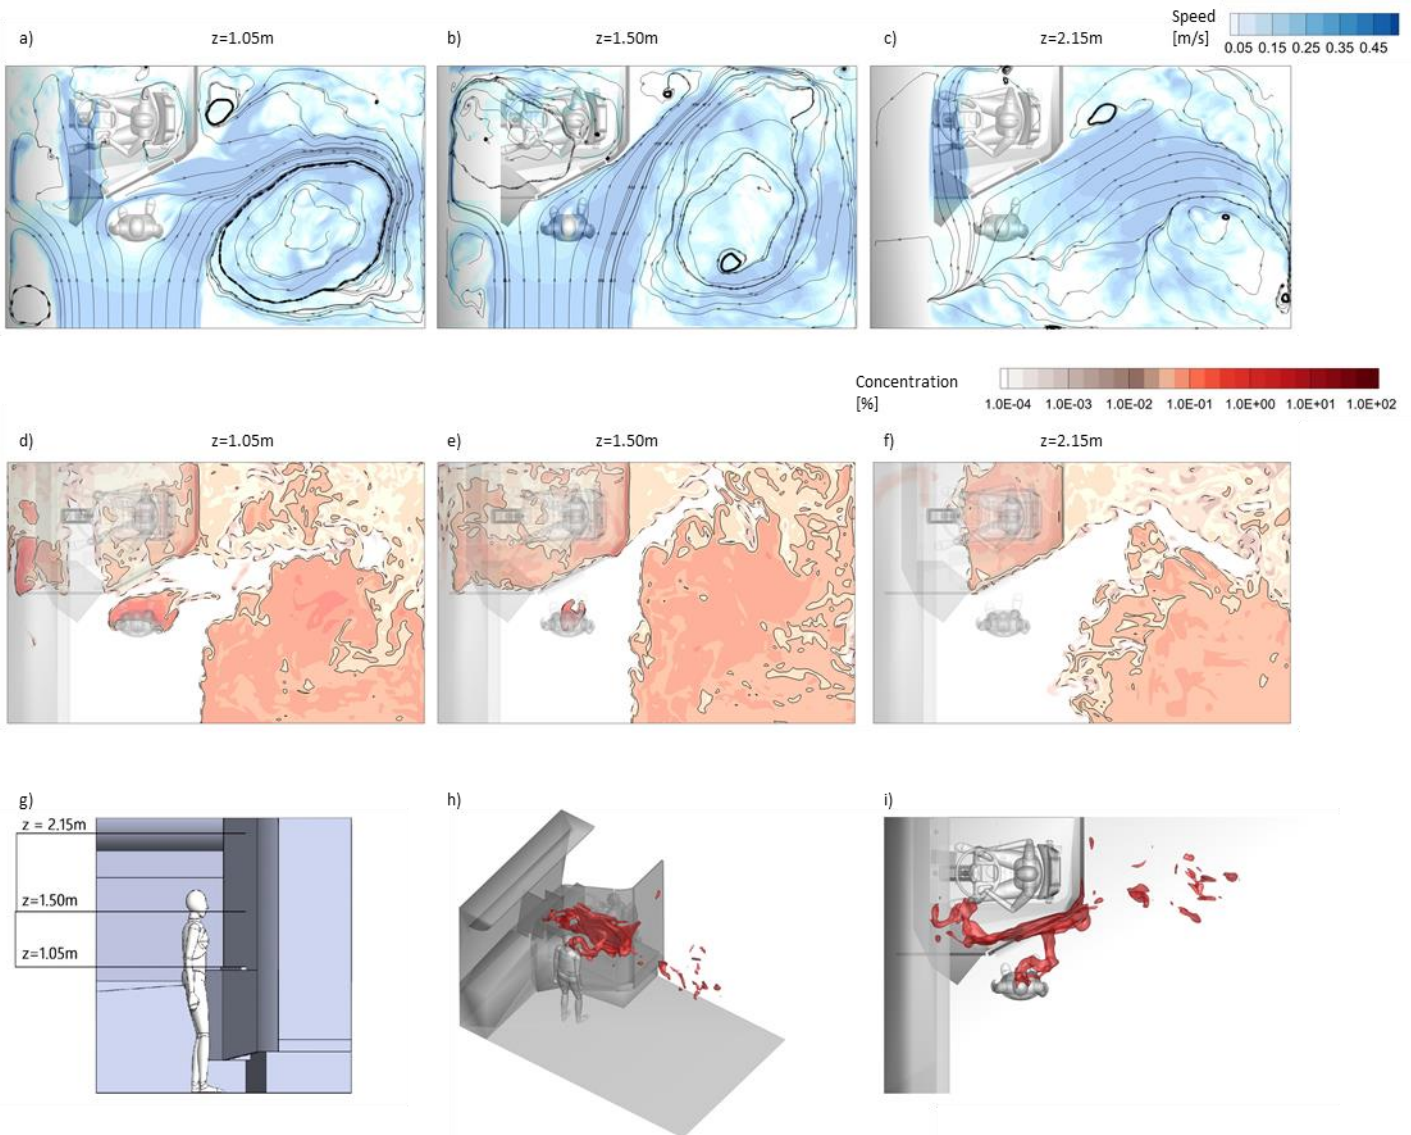 Speed
[m/s]
0.05 0.15 0.25 0.35 0.45
a) z=1.05m
b) z=1.50m
c) z=2.15m
Concentration
[%]
1.0E-04 1.0E-03 1.0E-02 1.0E-01 1.0E+00 1.0E+01 1.0E+02
d) z=1.05m
e) z=1.50m
f) z=2.15m
g)
z = 2.15m
z=1.50m
z=1.05m
h)
i)